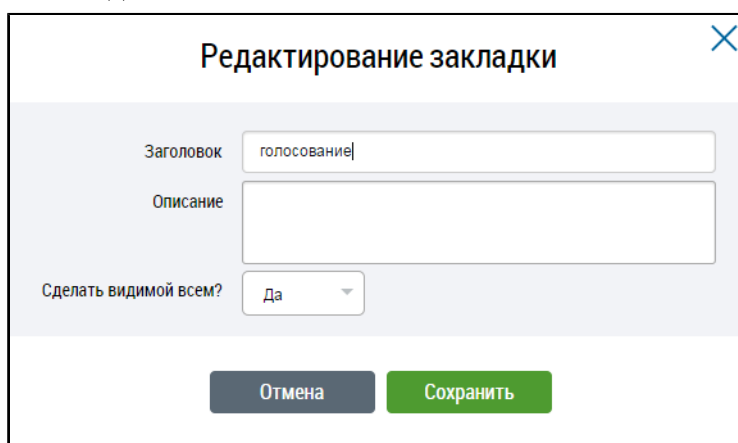 Редактирование закладки
Заголовок
голосование
Описание
Сделать видимой всем?
Да
Отмена
Сохранить